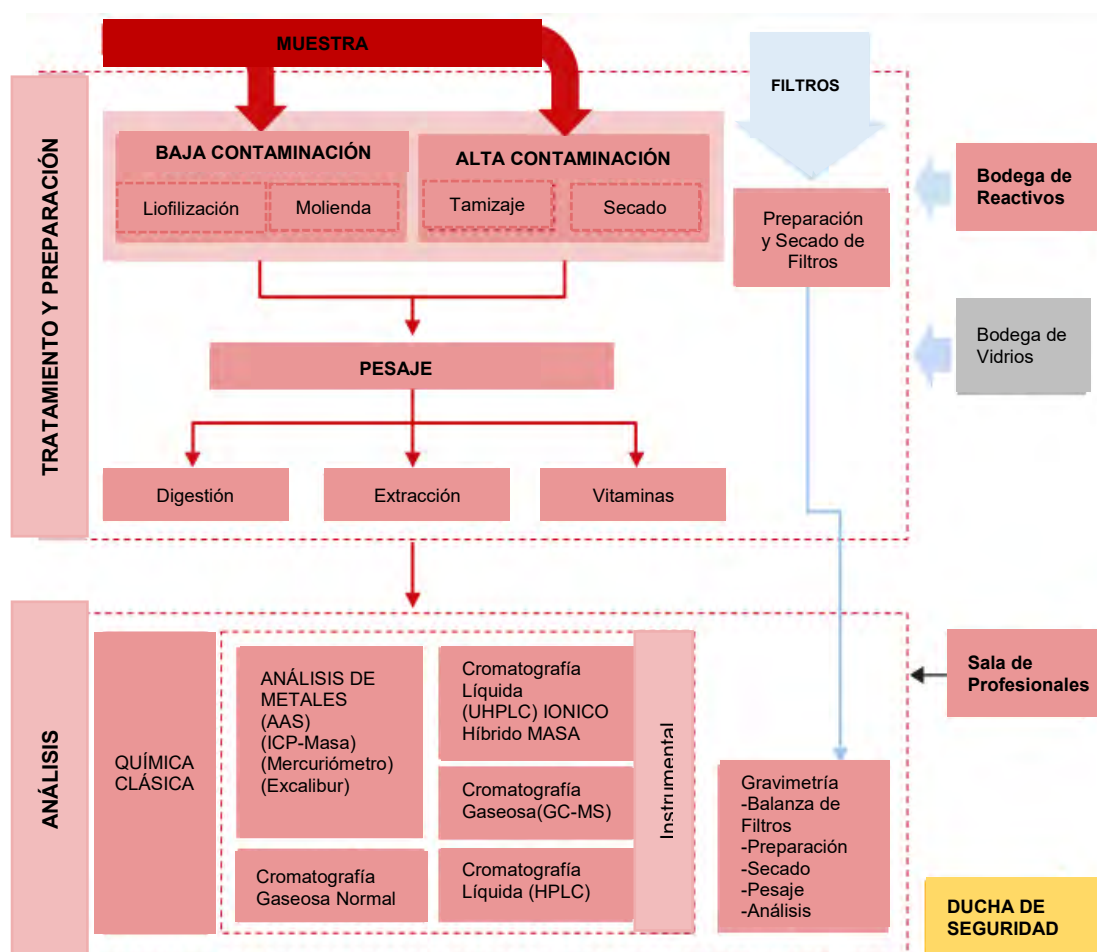 MUESTRA
FILTROS
TRATAMIENTO Y PREPARACIÓN
BAJA CONTAMINACIÓN
Liofilización
Molienda
ALTA CONTAMINACIÓN
Tamizaje
Secado
Preparación
y Secado de
Filtros
Bodega de
Reactivos
Bodega de
Vidrios
PESAJE
Digestión
Extracción
Vitaminas
ANÁLISIS
QUÍMICA
CLÁSICA
ANÁLISIS DE
METALES
(AAS)
(ICP-Masa)
(Mercuriómetro)
(Excalibur)
Cromatografía
Gaseosa Normal
Cromatografía
Líquida
(UHPLC) IONICO
Híbrido MASA
Cromatografía
Gaseosa(GC-MS)
Cromatografía
Líquida (HPLC)
Instrumental
Gravimetría
-Balanza de
Filtros
-Preparación
-Secado
-Pesaje
-Análisis
Sala de
Profesionales
DUCHA DE
SEGURIDAD